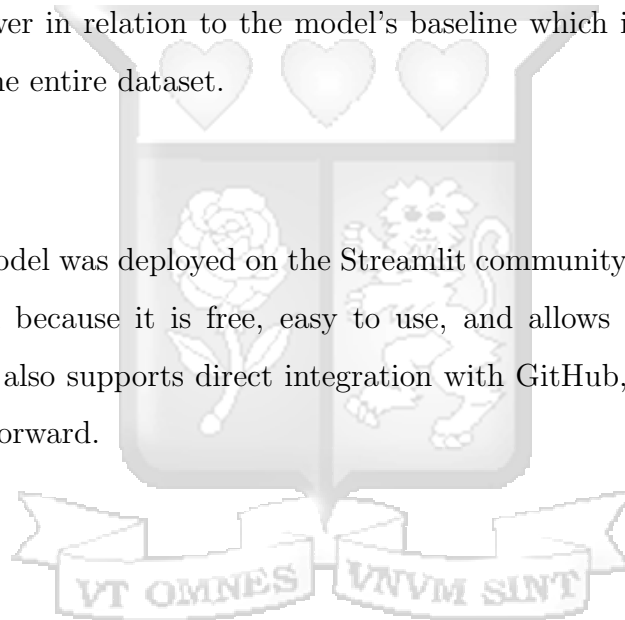 wer in relation to the model's baseline which i
he entire dataset.
odel was deployed on the Streamlit community
because it is free, easy to use, and allows
also supports direct integration with GitHub,
orward.
VT OMNES VNVM SINT